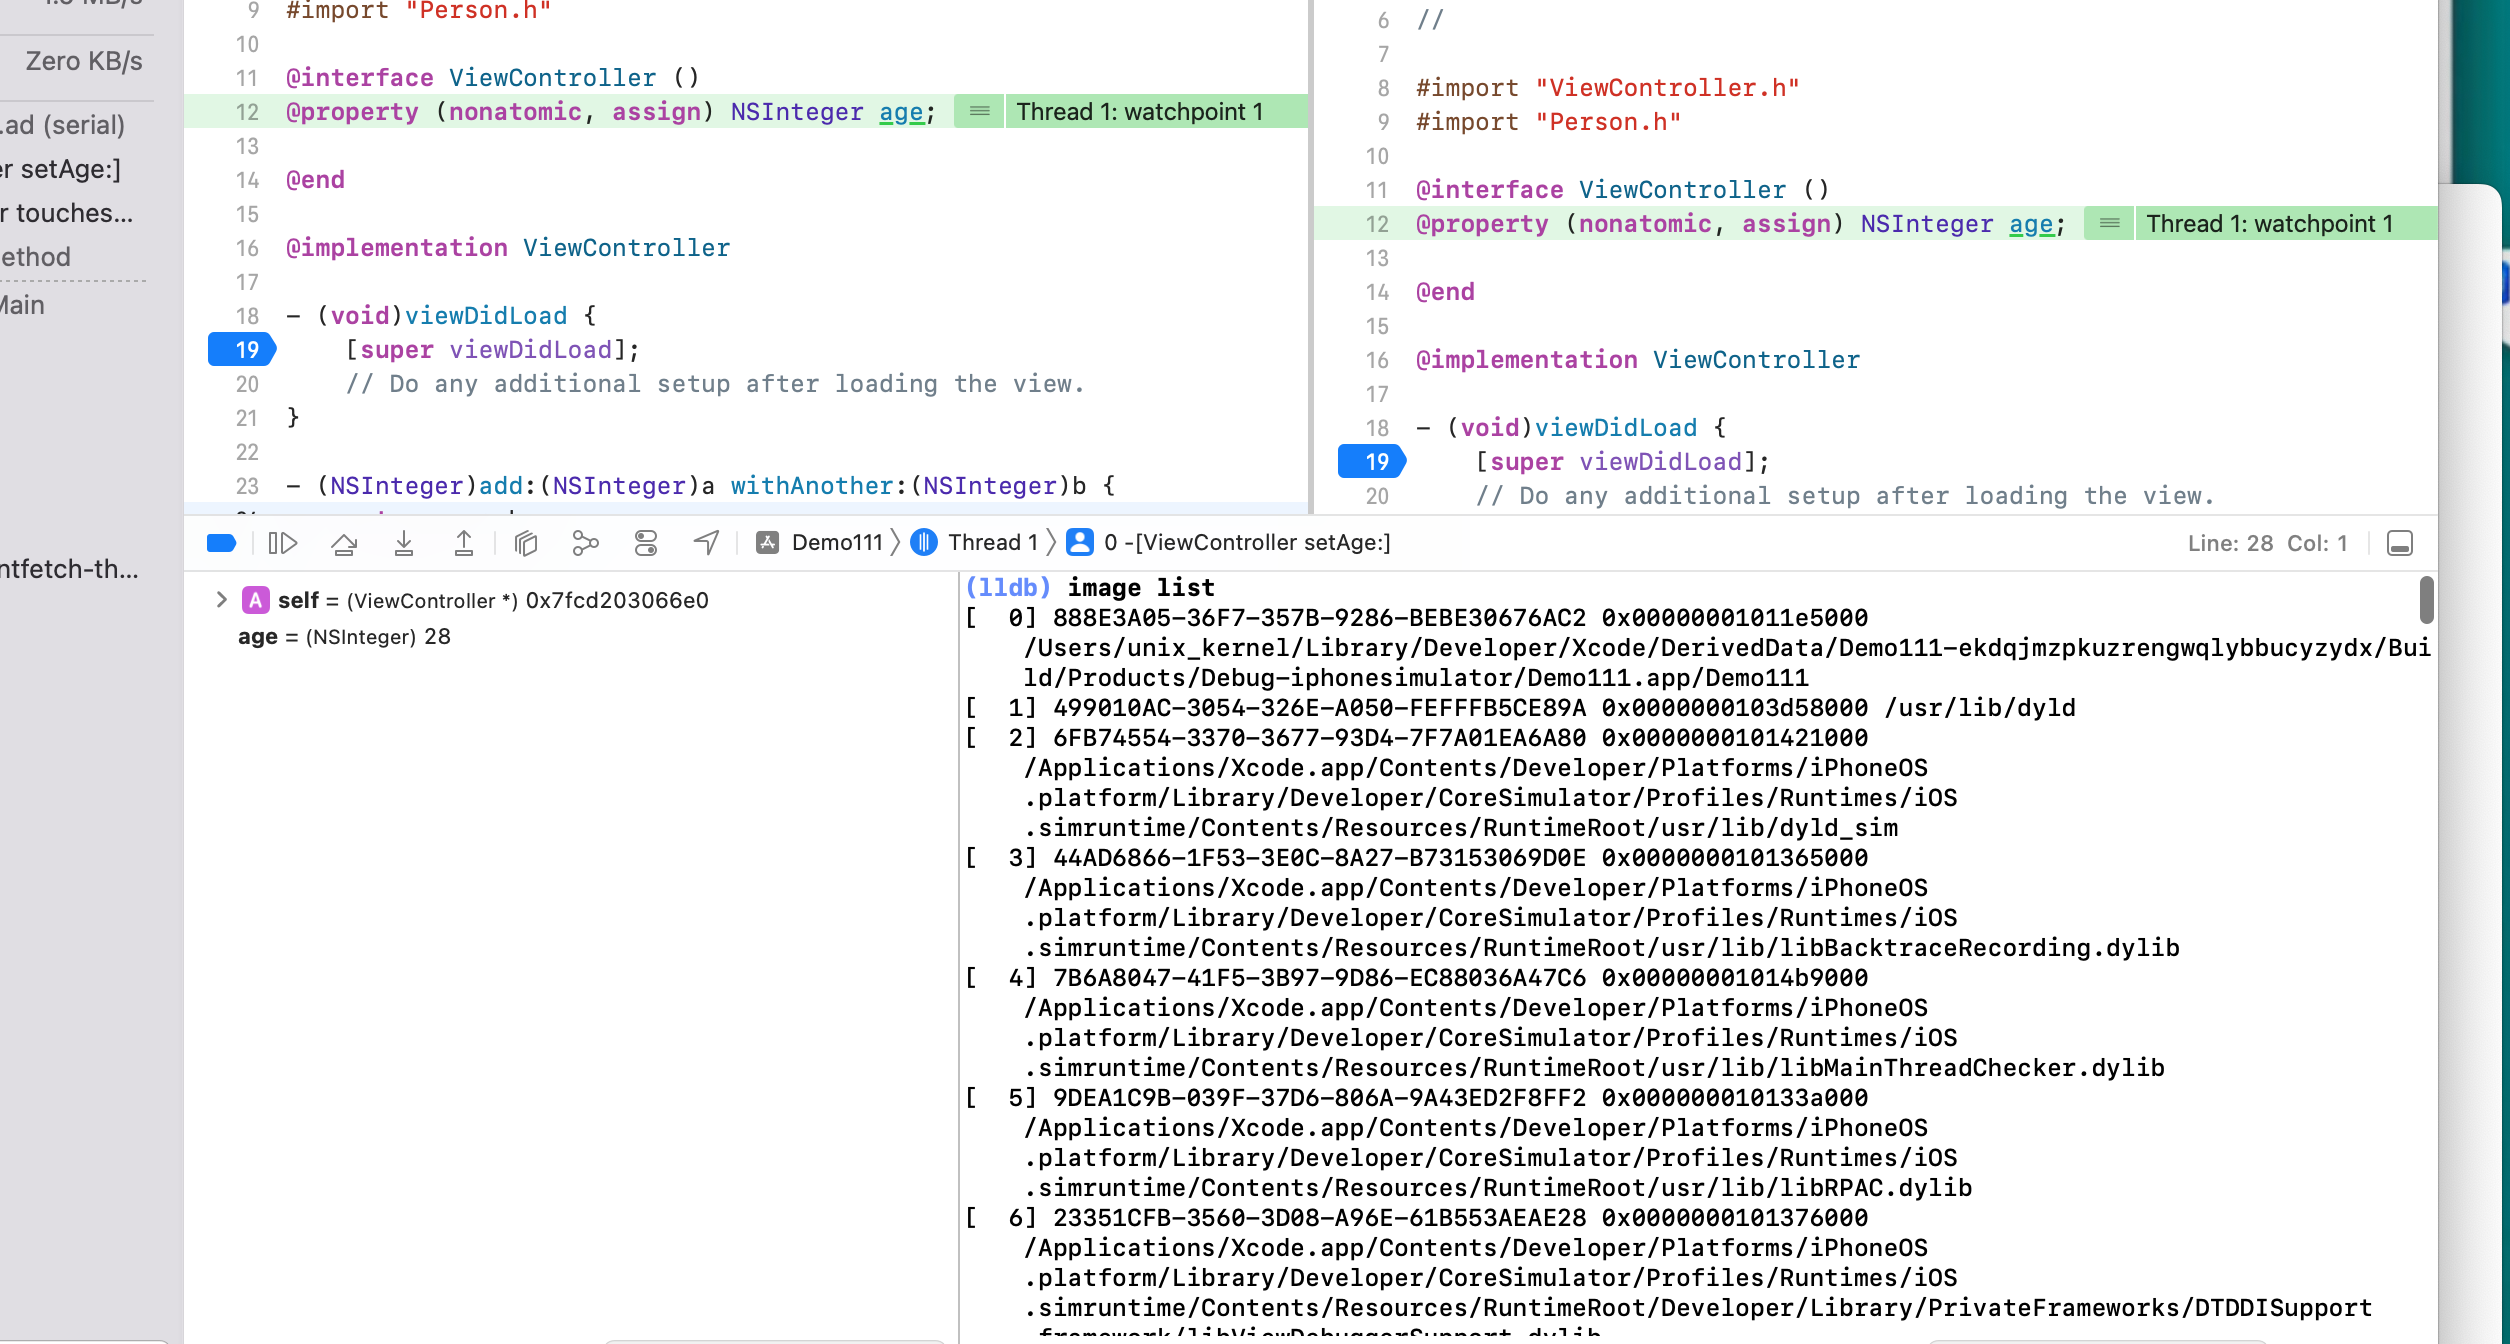 Zero KB/s
.ad (serial)
er setAge:]
r touches...
ethod
Main
ntfetch-th...
9 #import "Person.h"
10
11 @interface ViewController ()
12 @property (nonatomic, assign) NSInteger age; Thread 1: watchpoint 1
13
14 @end
15
16 @implementation ViewController
17
18 - (void)viewDidLoad {
19 [super viewDidLoad];
20 // Do any additional setup after loading the view.
21 }
22
23 - (NSInteger)add:(NSInteger)a withAnother:(NSInteger)b {
6 //
7
8 #import "ViewController.h"
9 #import "Person.h"
10
11 @interface ViewController ()
12 @property (nonatomic, assign) NSInteger age; Thread 1: watchpoint 1
13
14 @end
15
16 @implementation ViewController
17
18 - (void)viewDidLoad {
19 [super viewDidLoad];
20 // Do any additional setup after loading the view.
Demo111 Thread 1 0 -[ViewController setAge:] Line: 28 Col: 1
A self = (ViewController *) 0x7fcd203066e0
age = (NSInteger) 28
(lldb) image list
[ 0] 888E3A05-36F7-357B-9286-BEBE30676AC2 0x00000001011e5000
/Users/unix_kernel/Library/Developer/Xcode/DerivedData/Demo111-ekdqjmzpkuzrengwqlybbucyzydx/Bui
ld/Products/Debug-iphonesimulator/Demo111.app/Demo111
[ 1] 499010AC-3054-326E-A050-FEFFFB5CE89A 0x0000000103d58000 /usr/lib/dyld
[ 2] 6FB74554-3370-3677-93D4-7F7A01EA6A80 0x0000000101421000
/Applications/Xcode.app/Contents/Developer/Platforms/iPhoneOS
.platform/Library/Developer/CoreSimulator/Profiles/Runtimes/iOS
.simruntime/Contents/Resources/RuntimeRoot/usr/lib/dyld_sim
[ 3] 44AD6866-1F53-3E0C-8A27-B73153069D0E 0x0000000101365000
/Applications/Xcode.app/Contents/Developer/Platforms/iPhoneOS
.platform/Library/Developer/CoreSimulator/Profiles/Runtimes/iOS
.simruntime/Contents/Resources/RuntimeRoot/usr/lib/libBacktraceRecording.dylib
[ 4] 7B6A8047-41F5-3B97-9D86-EC88036A47C6 0x00000001014b9000
/Applications/Xcode.app/Contents/Developer/Platforms/iPhoneOS
.platform/Library/Developer/CoreSimulator/Profiles/Runtimes/iOS
.simruntime/Contents/Resources/RuntimeRoot/usr/lib/libMainThreadChecker.dylib
[ 5] 9DEA1C9B-039F-37D6-806A-9A43ED2F8FF2 0x000000010133a000
/Applications/Xcode.app/Contents/Developer/Platforms/iPhoneOS
.platform/Library/Developer/CoreSimulator/Profiles/Runtimes/iOS
.simruntime/Contents/Resources/RuntimeRoot/usr/lib/libRPAC.dylib
[ 6] 23351CFB-3560-3D08-A96E-61B553AEAE28 0x0000000101376000
/Applications/Xcode.app/Contents/Developer/Platforms/iPhoneOS
.platform/Library/Developer/CoreSimulator/Profiles/Runtimes/iOS
.simruntime/Contents/Resources/RuntimeRoot/Developer/Library/PrivateFrameworks/DTDDISupport
.framework/libViewDebuggerSupport.dylib